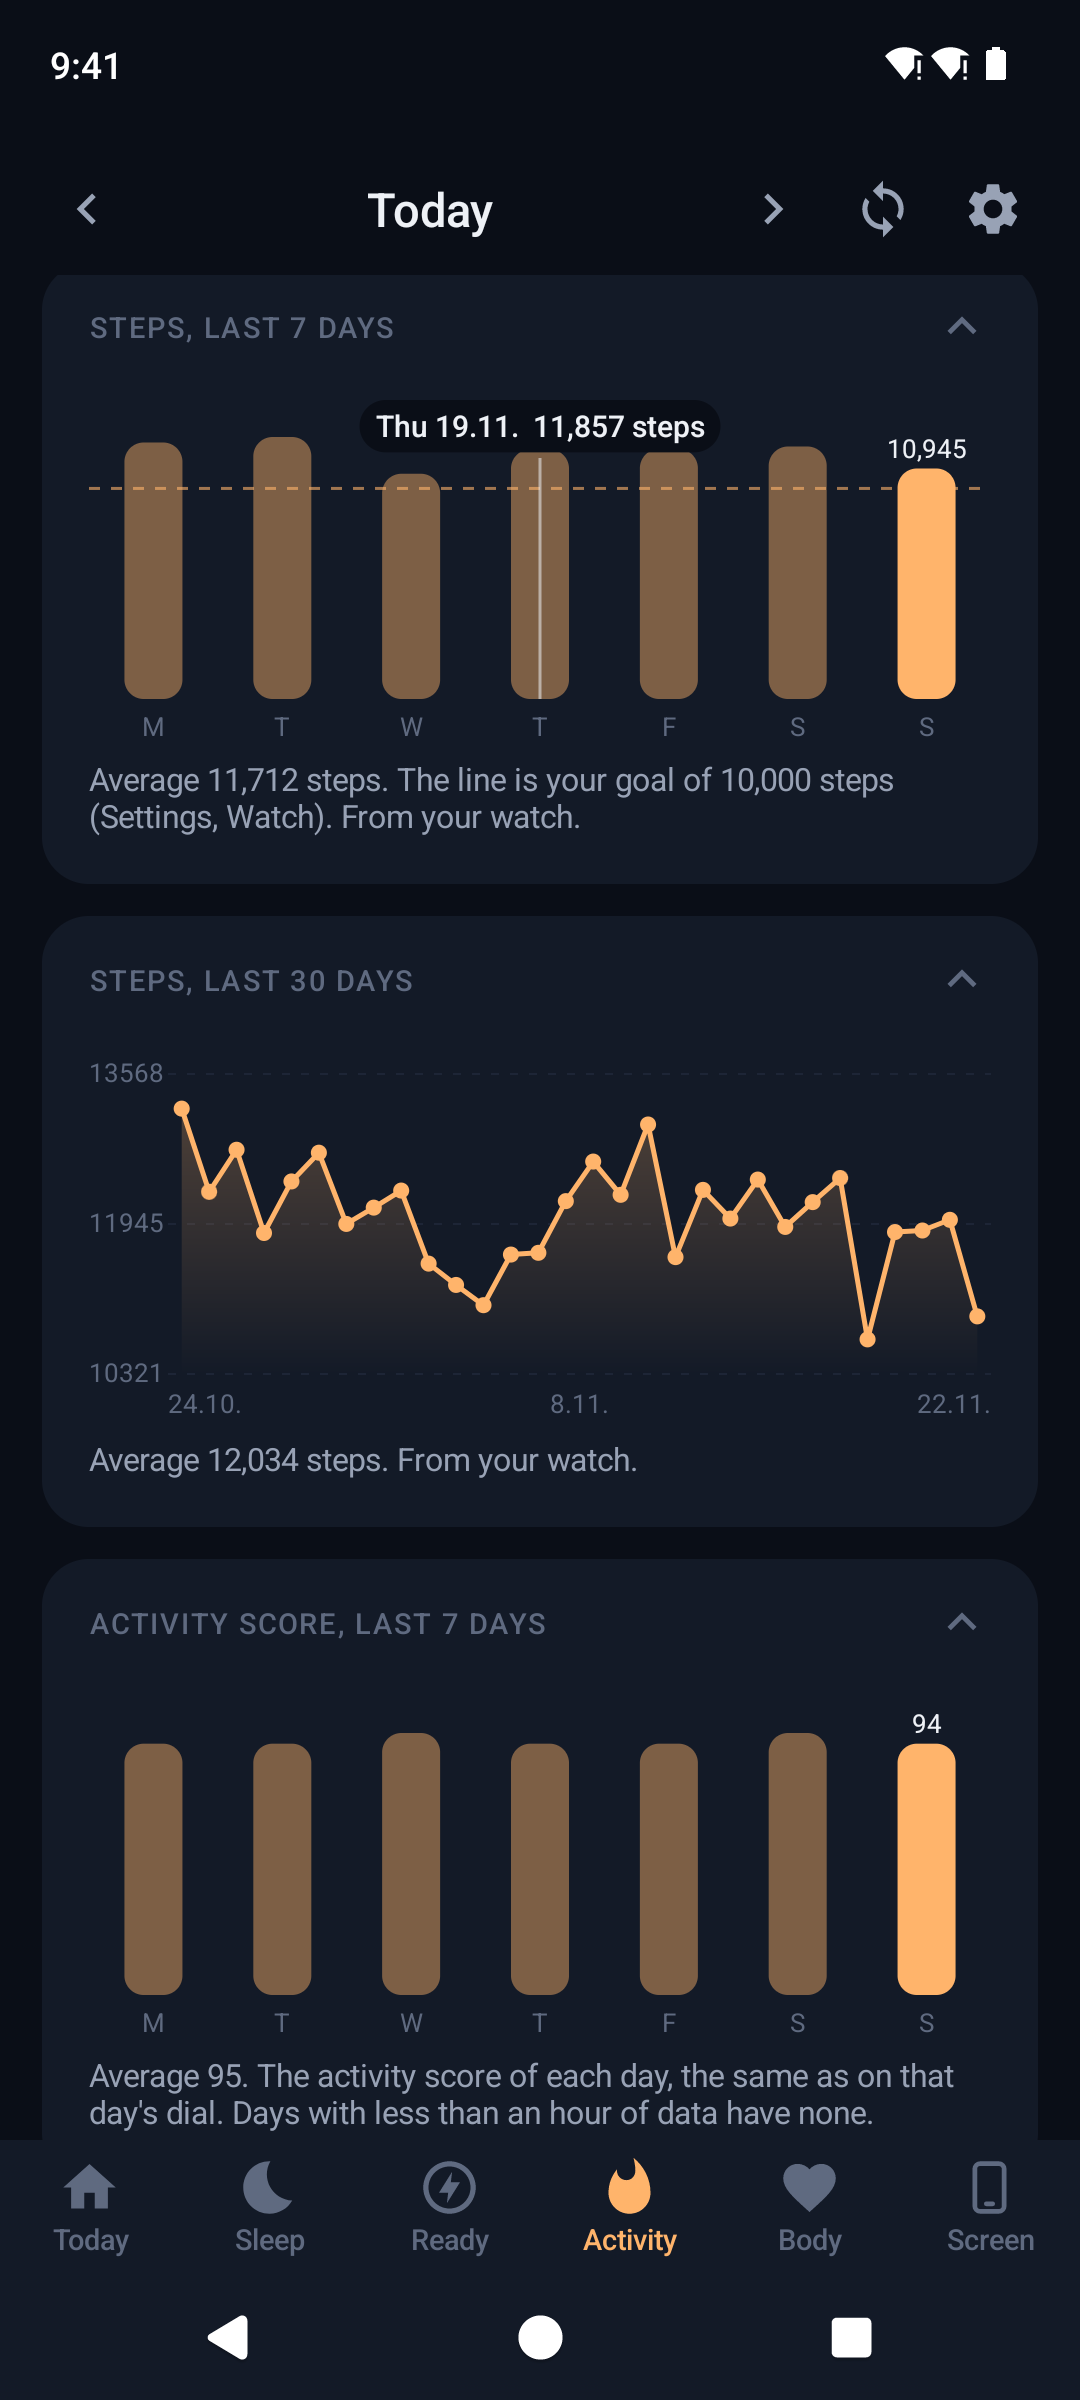 9:41
Today
STEPS, LAST 7 DAYS
Thu 19.11. 11,857 steps
10,945
M T W T F S S
Average 11,712 steps. The line is your goal of 10,000 steps
(Settings, Watch). From your watch.
STEPS, LAST 30 DAYS
13568
11945
10321
24.10. 8.11. 22.11.
Average 12,034 steps. From your watch.
ACTIVITY SCORE, LAST 7 DAYS
94
M T W T F S S
Average 95. The activity score of each day, the same as on that
day's dial. Days with less than an hour of data have none.
Today Sleep Ready Activity Body Screen